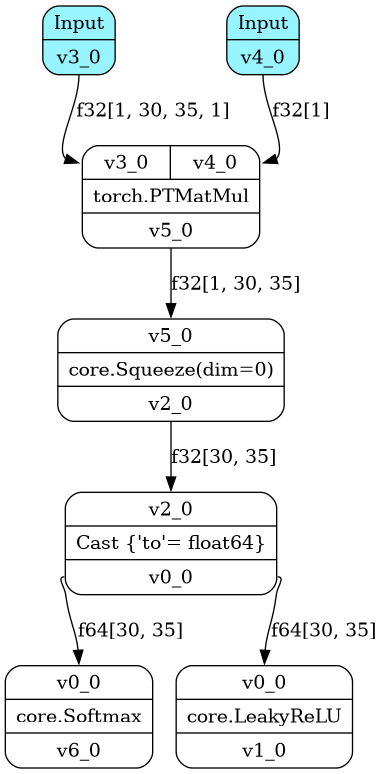 Input
v3_0
Input
v4_0
f32[1, 30, 35, 1]
f32[1]
v3_0
v4_0
torch.PTMatMul
v5_0
f32[1, 30, 35]
v5_0
core.Squeeze(dim=0)
v2_0
f32[30, 35]
v2_0
Cast {'to'= float64}
v0_0
f64[30, 35]
f64[30, 35]
v0_0
core.Softmax
v6_0
v0_0
core.LeakyReLU
v1_0